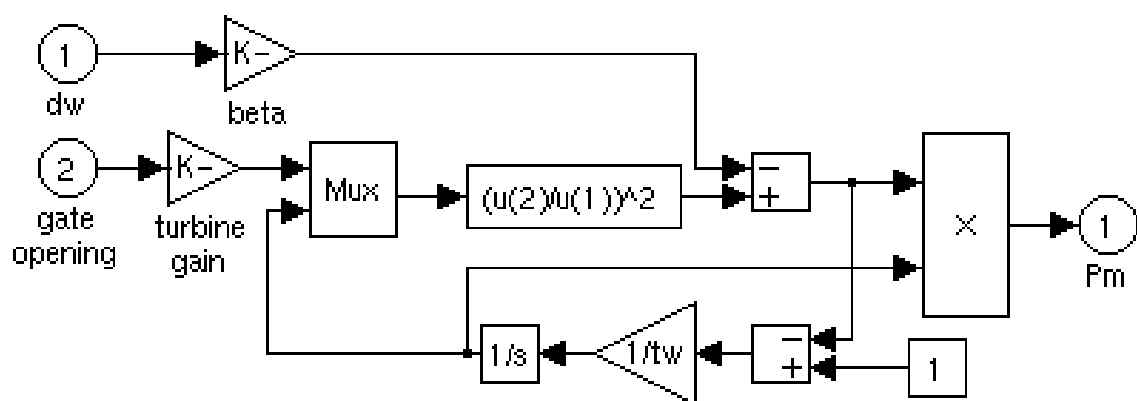 1
dw
K-
beta
2
gate
opening
K-
turbine
gain
Mux
(u(2)/u(1))^2
-
+
×
1
Pm
1/s
1/tw
-
+
1